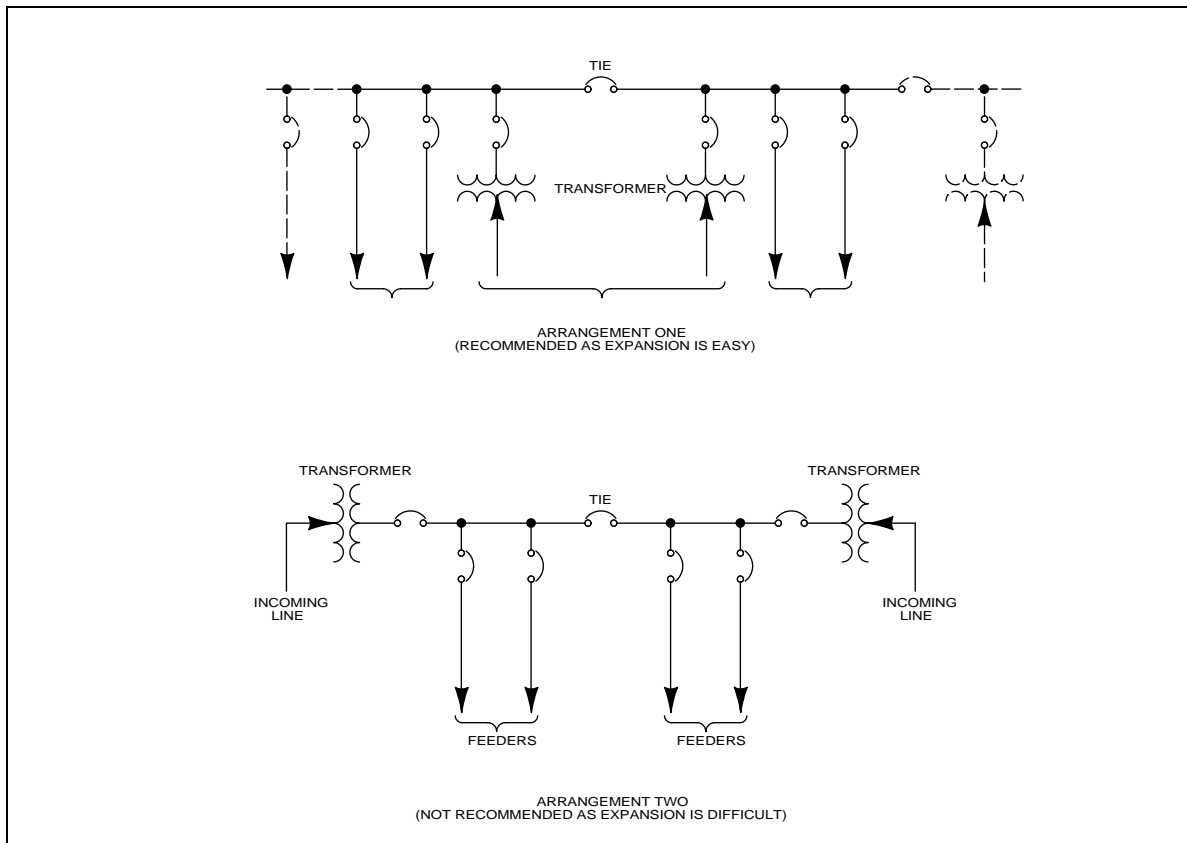 TIE
TRANSFORMER
ARRANGEMENT ONE
(RECOMMENDED AS EXPANSION IS EASY)
TRANSFORMER
TRANSFORMER
TIE
INCOMING
LINE
INCOMING
LINE
FEEDERS
FEEDERS
ARRANGEMENT TWO
(NOT RECOMMENDED AS EXPANSION IS DIFFICULT)